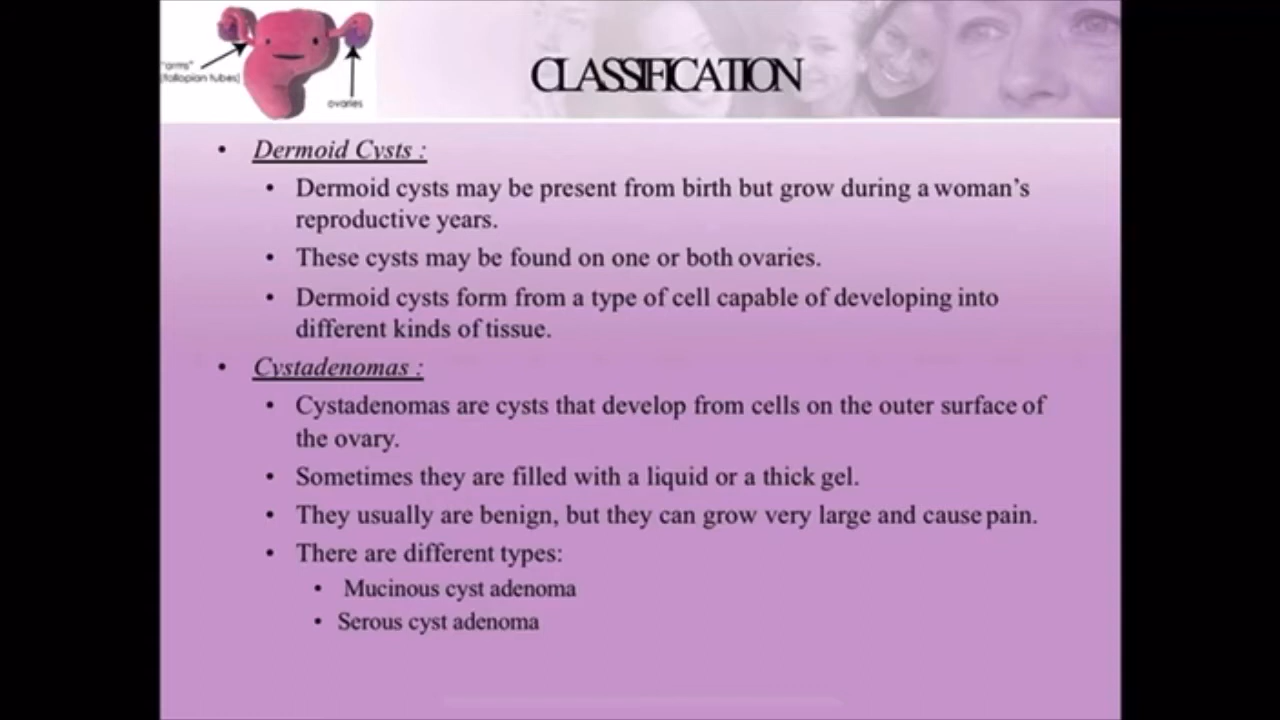 CLASSIFICATION
"arms"
(fallopian tubes)
ovaries
• Dermoid Cysts :
• Dermoid cysts may be present from birth but grow during a woman’s
reproductive years.
• These cysts may be found on one or both ovaries.
• Dermoid cysts form from a type of cell capable of developing into
different kinds of tissue.
• Cystadenomas :
• Cystadenomas are cysts that develop from cells on the outer surface of
the ovary.
• Sometimes they are filled with a liquid or a thick gel.
• They usually are benign, but they can grow very large and cause pain.
• There are different types:
• Mucinous cyst adenoma
• Serous cyst adenoma